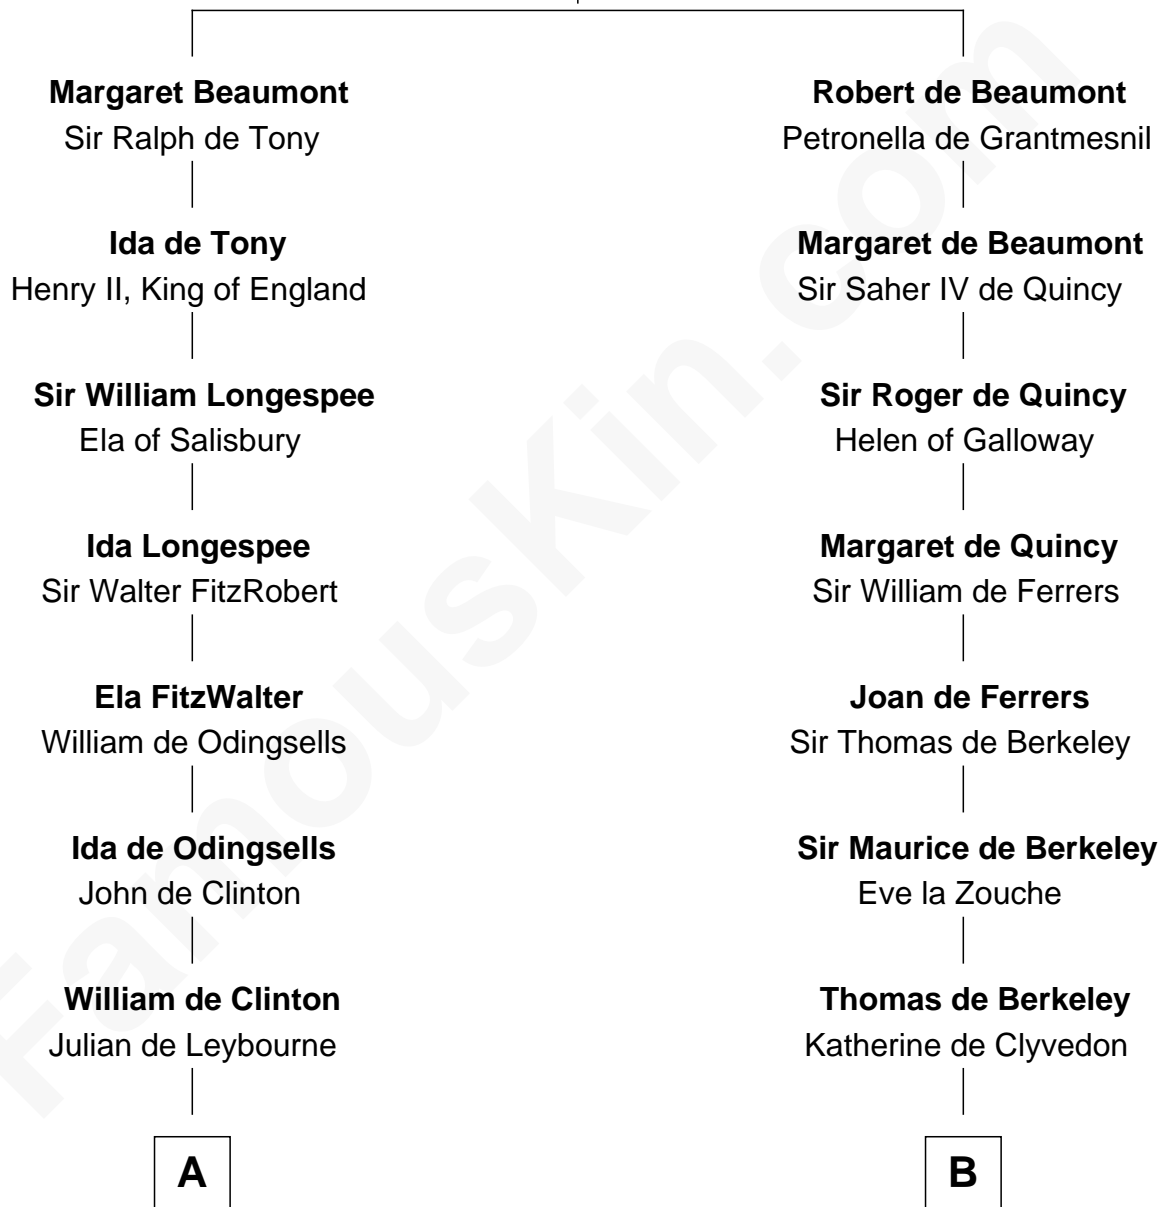 Margaret Beaumont
Sir Ralph de Tony
Ida de Tony
Henry II, King of England
Sir William Longespee
Ela of Salisbury
Ida Longespee
Sir Walter FitzRobert
Ela FitzWalter
William de Odingsells
Ida de Odingsells
John de Clinton
William de Clinton
Julian de Leybourne
A
Robert de Beaumont
Petronella de Grantmesnil
Margaret de Beaumont
Sir Saher IV de Quincy
Sir Roger de Quincy
Helen of Galloway
Margaret de Quincy
Sir William de Ferrers
Joan de Ferrers
Sir Thomas de Berkeley
Sir Maurice de Berkeley
Eve la Zouche
Thomas de Berkeley
Katherine de Clyvedon
B
FamousKin.com